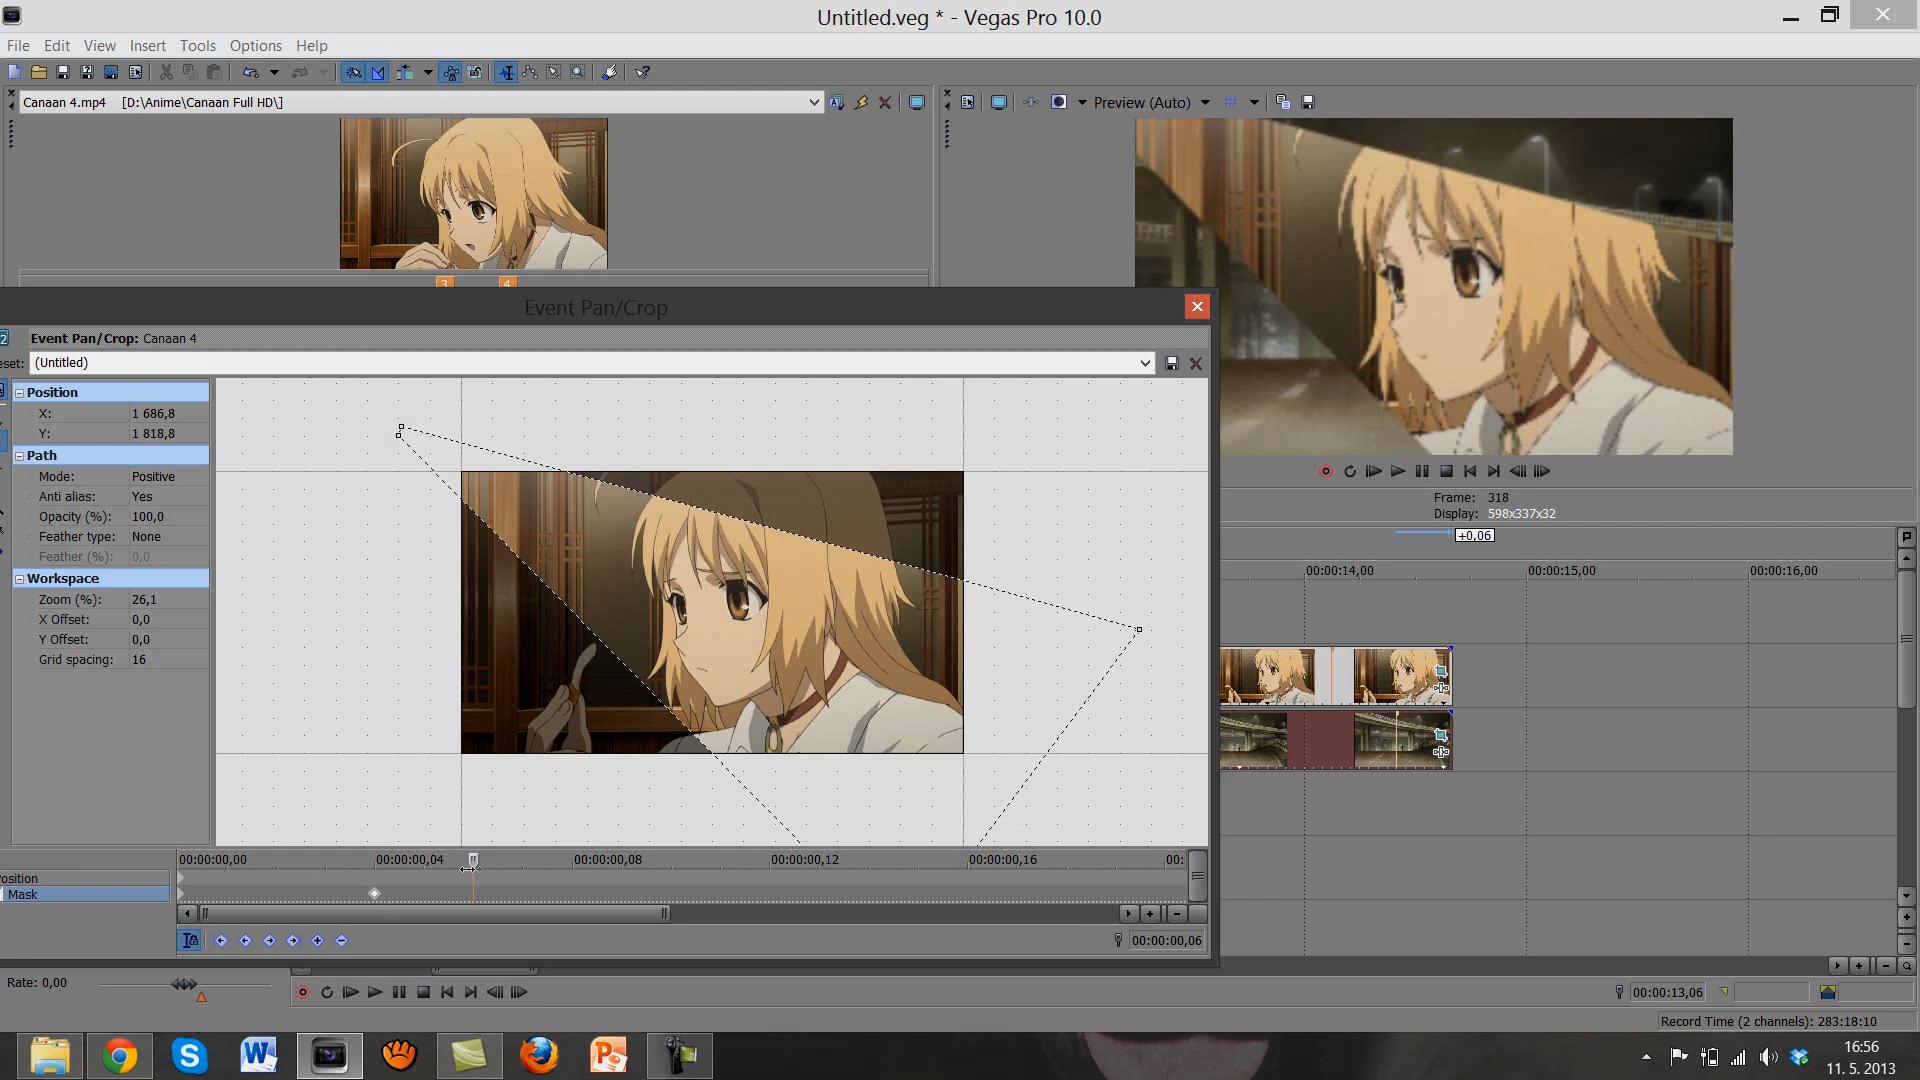 Untitled.veg * - Vegas Pro 10.0
File Edit View Insert Tools Options Help
Canaan 4.mp4 [D:\Anime\Canaan Full HD\]
Preview (Auto)
3 4
Event Pan/Crop
2 Event Pan/Crop: Canaan 4
eset: (Untitled)
Position
X: 1 686,8
Y: 1 818,8
Path
Mode: Positive
Anti alias: Yes
Opacity (%): 100,0
Feather type: None
Feather (%): 0,0
Workspace
Zoom (%): 26,1
X Offset: 0,0
Y Offset: 0,0
Grid spacing: 16
Frame: 318
Display: 598x337x32
+0,06
00:00:14,00 00:00:15,00 00:00:16,00
00:00:00,00 00:00:00,04 00:00:00,08 00:00:00,12 00:00:00,16 00:
osition
Mask
00:00:00,06
Rate: 0,00
00:00:13,06
Record Time (2 channels): 283:18:10
16:56
11. 5. 2013